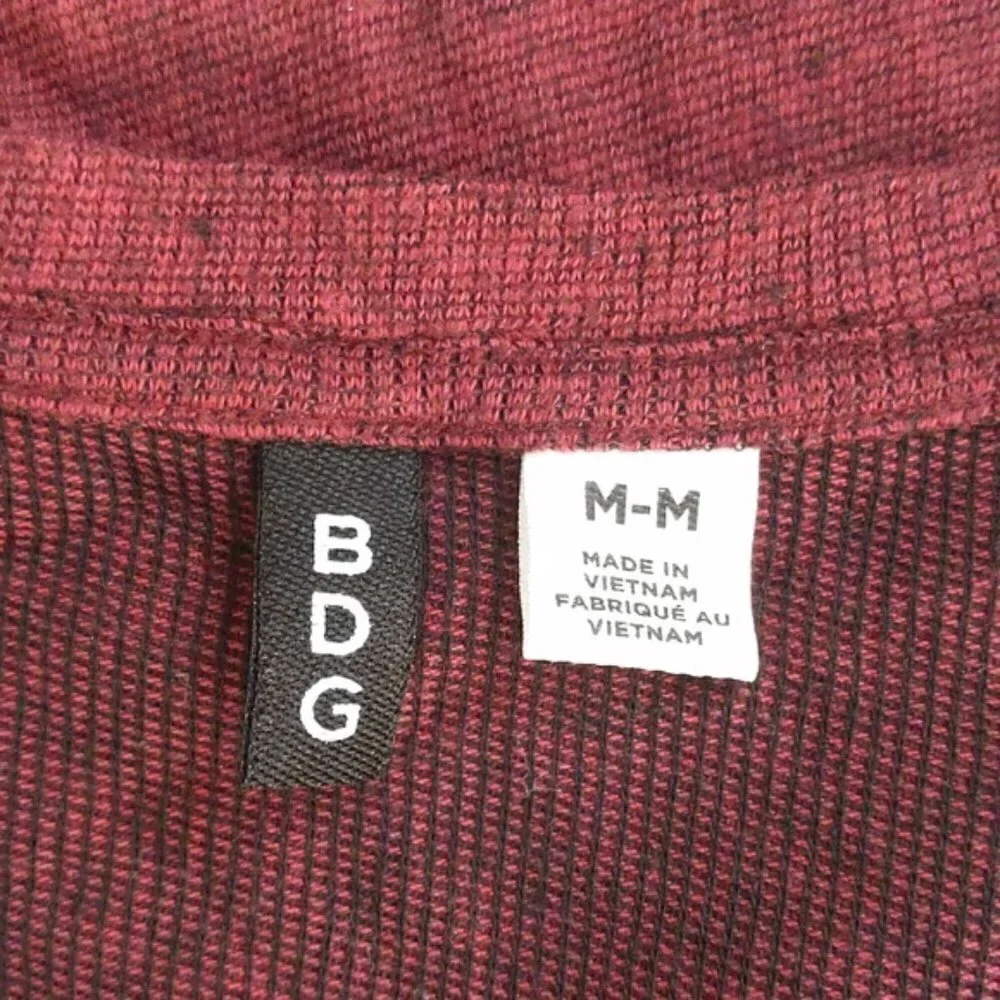 B
D
G
M-M
MADE IN
VIETNAM
FABRIQUÉ AU
VIETNAM